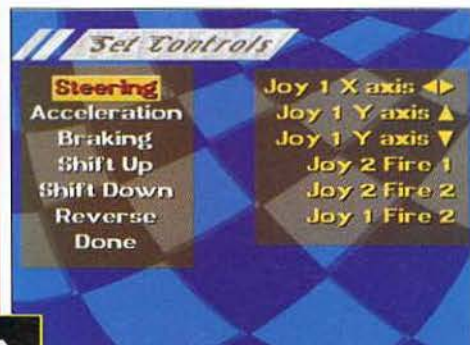 Set Controls
Steering Joy 1 X axis ◀▶
Acceleration Joy 1 Y axis ▲
Braking Joy 1 Y axis ▼
Shift Up Joy 2 Fire 1
Shift Down Joy 2 Fire 2
Reverse Joy 1 Fire 2
Done